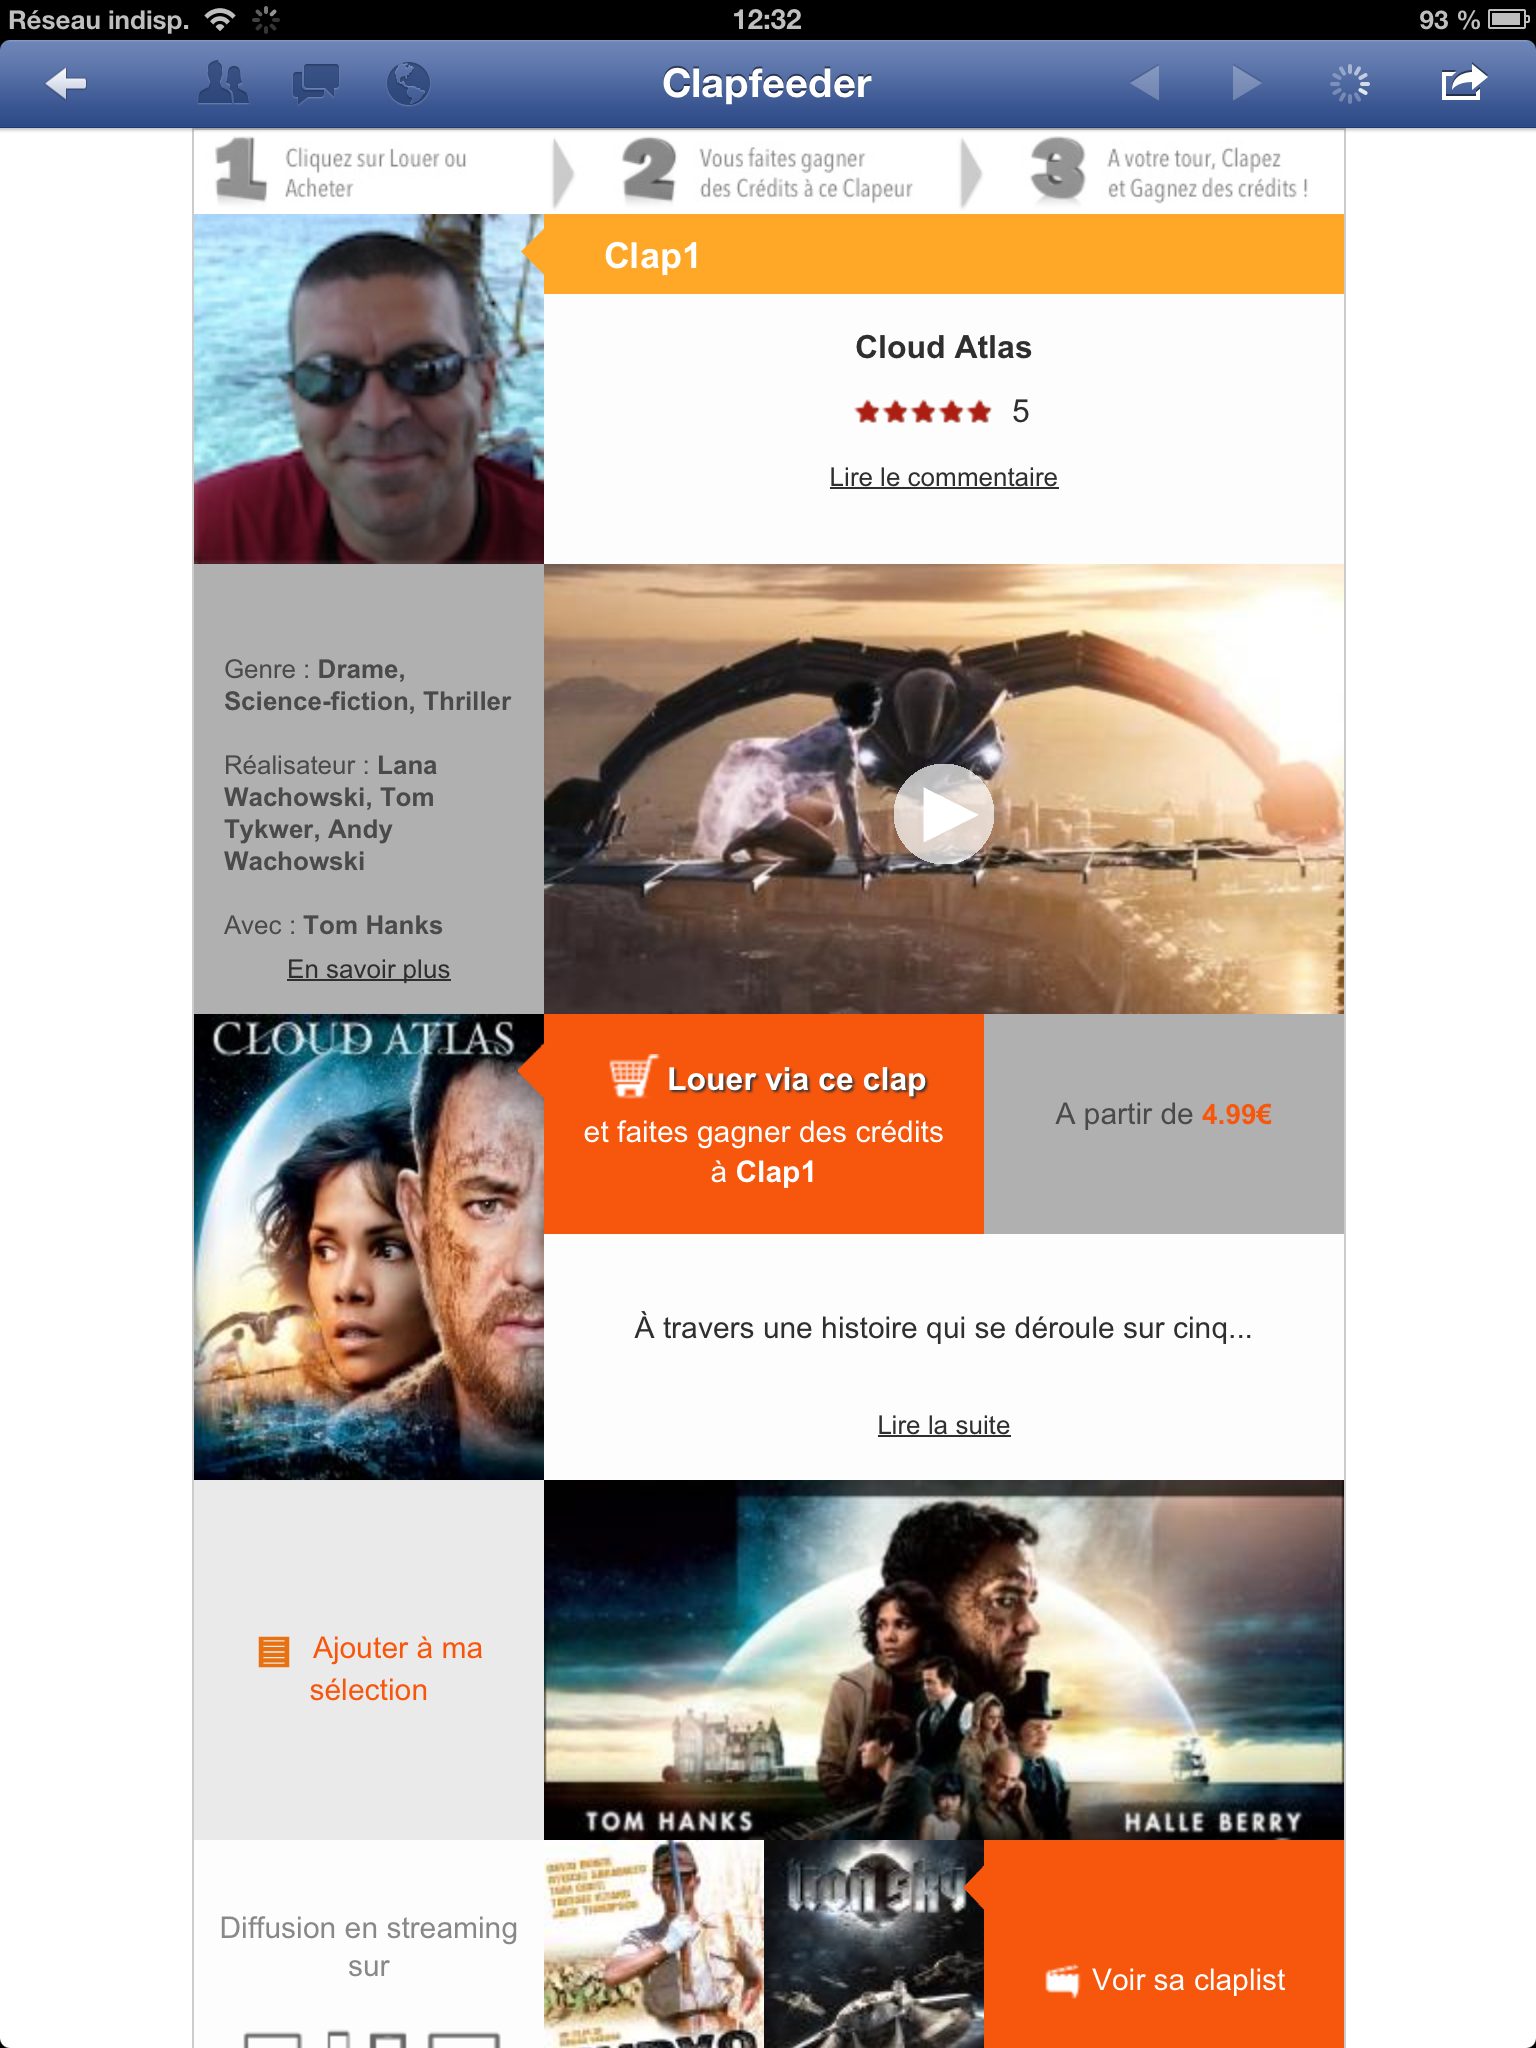 Réseau indisp. 12:32 93 %
Clapfeeder
1 Cliquez sur Louer ou
Acheter
2 Vous faites gagner
des Crédits à ce Clapeur
3 A votre tour, Clapez
et Gagnez des crédits !
Clap1
Cloud Atlas
5
Lire le commentaire
Genre : Drame,
Science-fiction, Thriller
Réalisateur : Lana
Wachowski, Tom
Tykwer, Andy
Wachowski
Avec : Tom Hanks
En savoir plus
CLOUD ATLAS
Louer via ce clap
et faites gagner des crédits
à Clap1
A partir de 4.99€
À travers une histoire qui se déroule sur cinq...
Lire la suite
Ajouter à ma
sélection
TOM HANKS
HALLE BERRY
Diffusion en streaming
sur
Iron Sky
Voir sa claplist